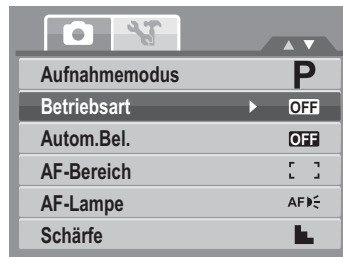 Aufnahmemodus P
Betriebsart OFF
Autom.Bel. OFF
AF-Bereich
AF-Lampe AF
Schärfe